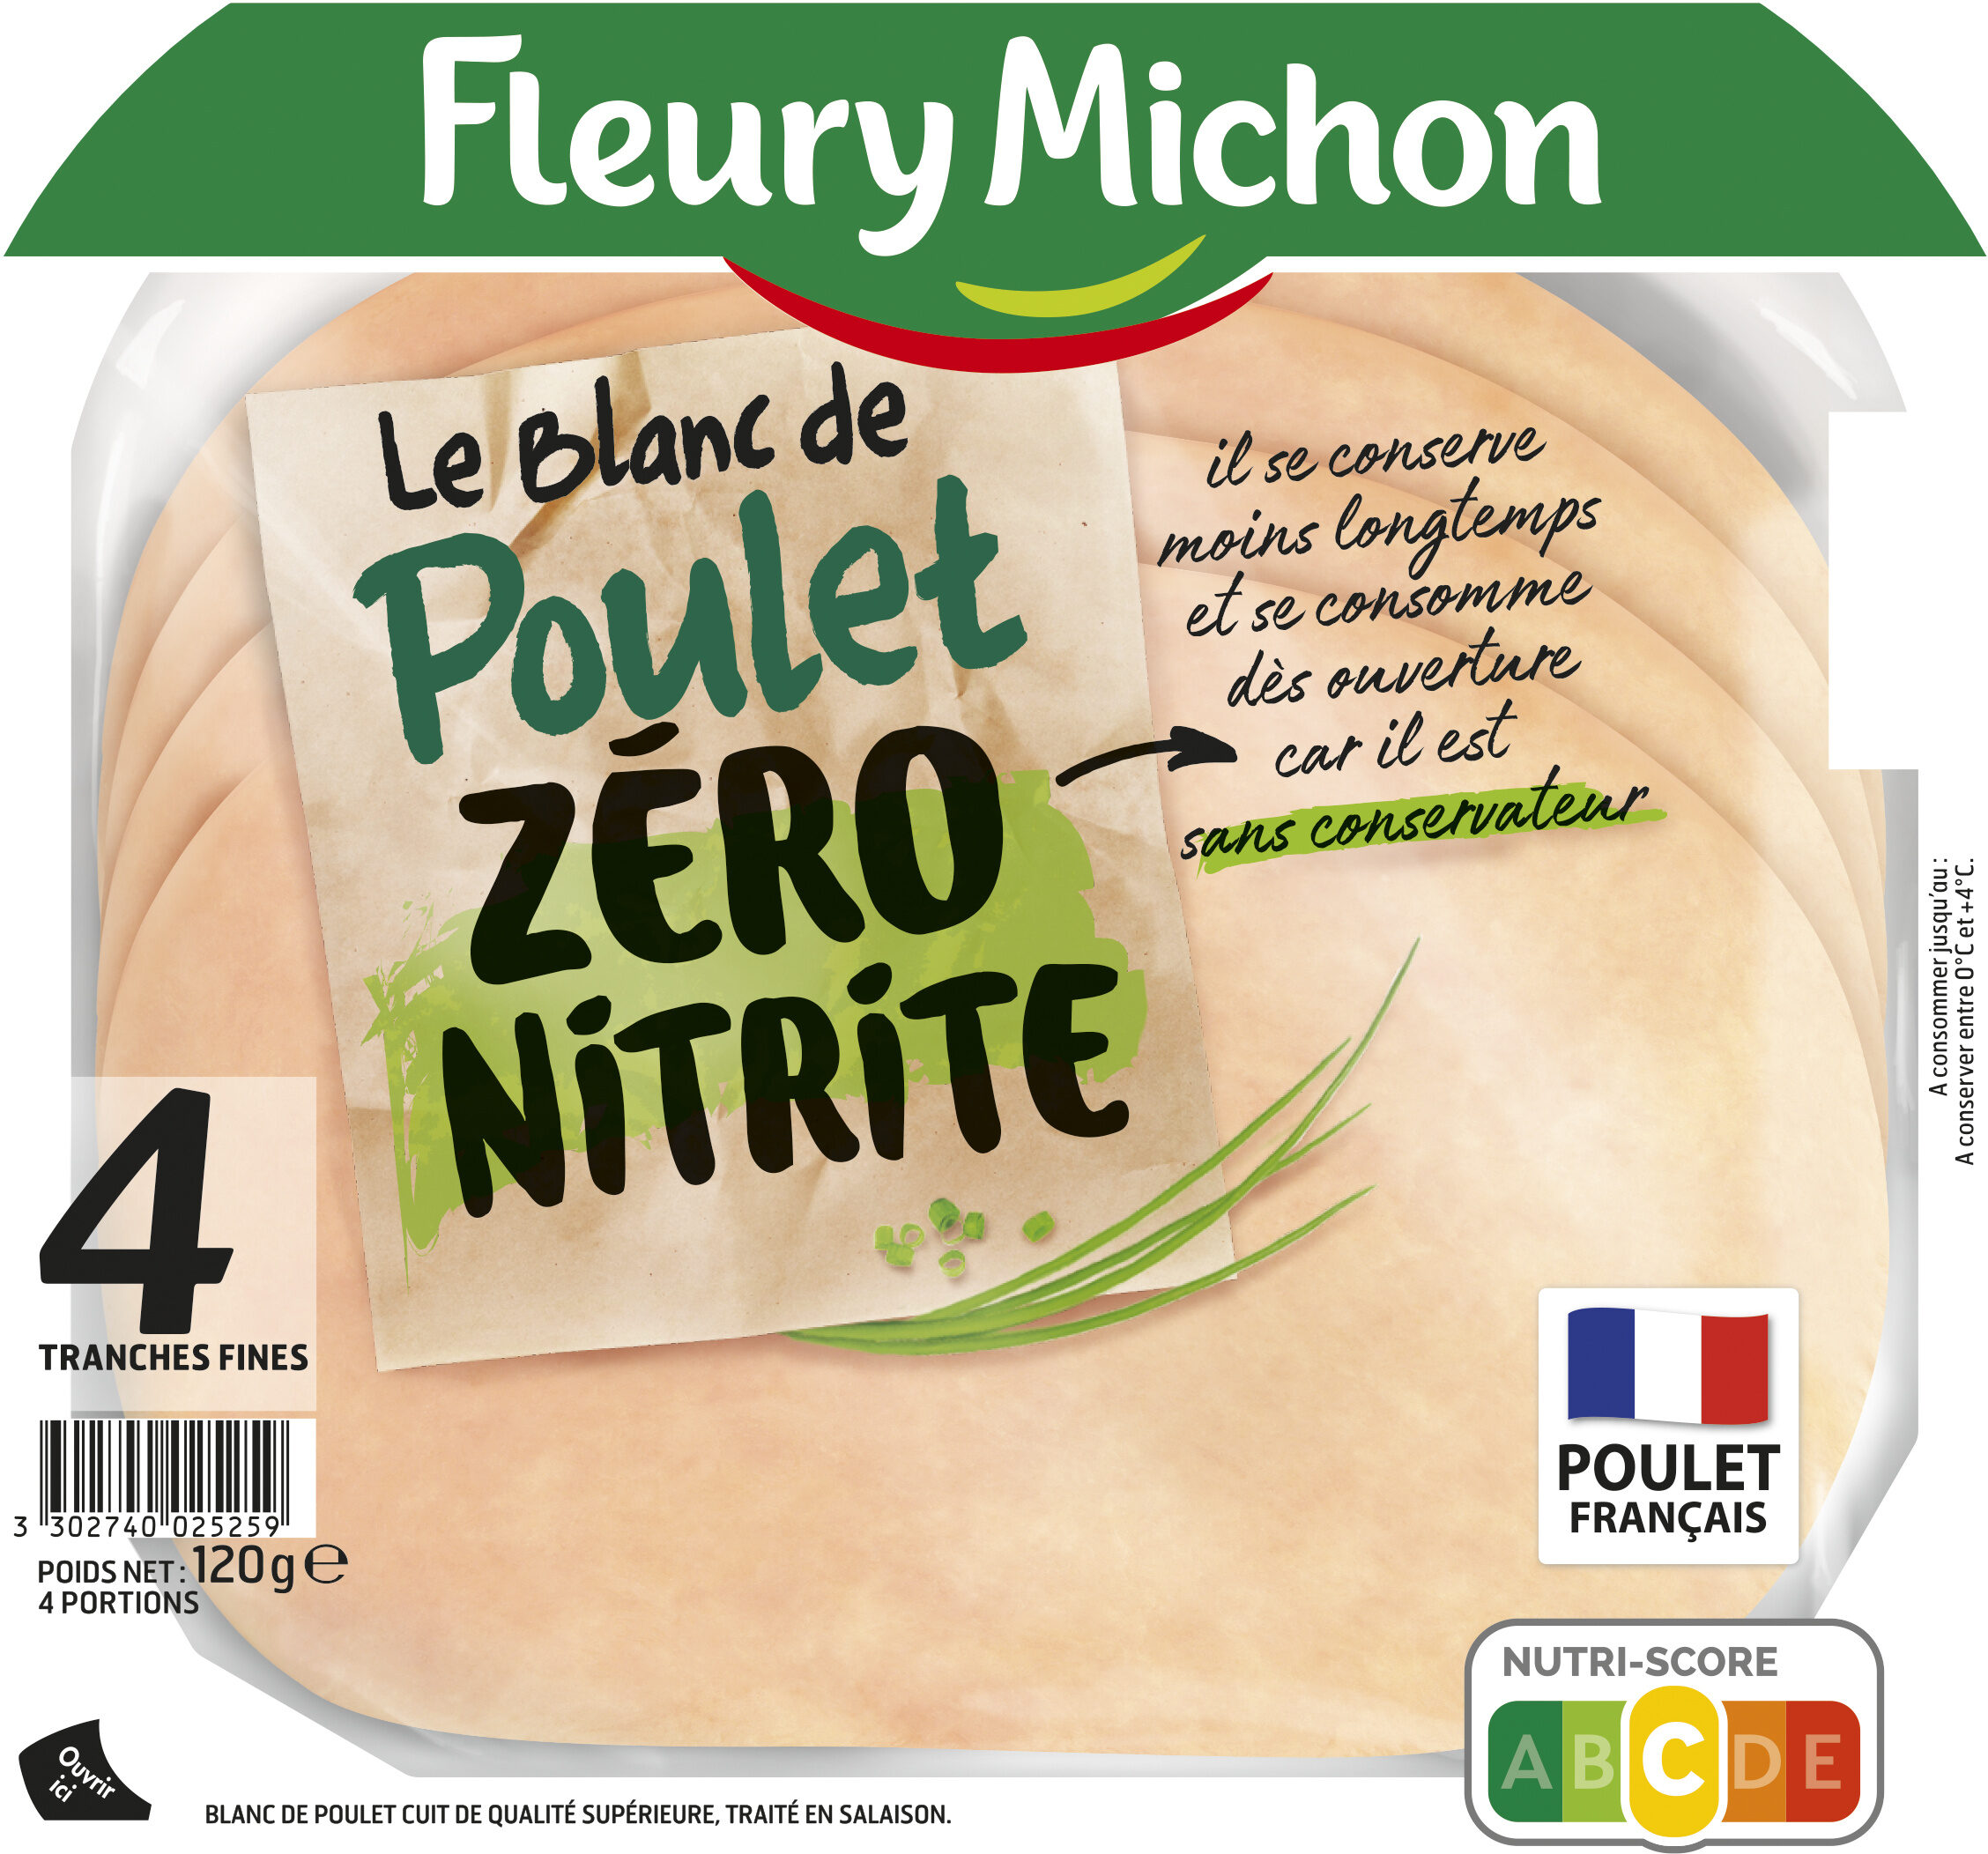 Fleury Michon
Le Blanc de
Poulet
ZÉRO
NiTRiTE
il se conserve
moins longtemps
et se consomme
dès ouverture
car il est
sans conservateur
A consommer jusqu'au :
A conserver entre 0°C et +4°C.
4
TRANCHES FINES
3 302740 025259
POIDS NET : 120g e
4 PORTIONS
POULET
FRANÇAIS
NUTRI-SCORE
A B C D E
Ouvrir
ici
BLANC DE POULET CUIT DE QUALITÉ SUPÉRIEURE, TRAITÉ EN SALAISON.